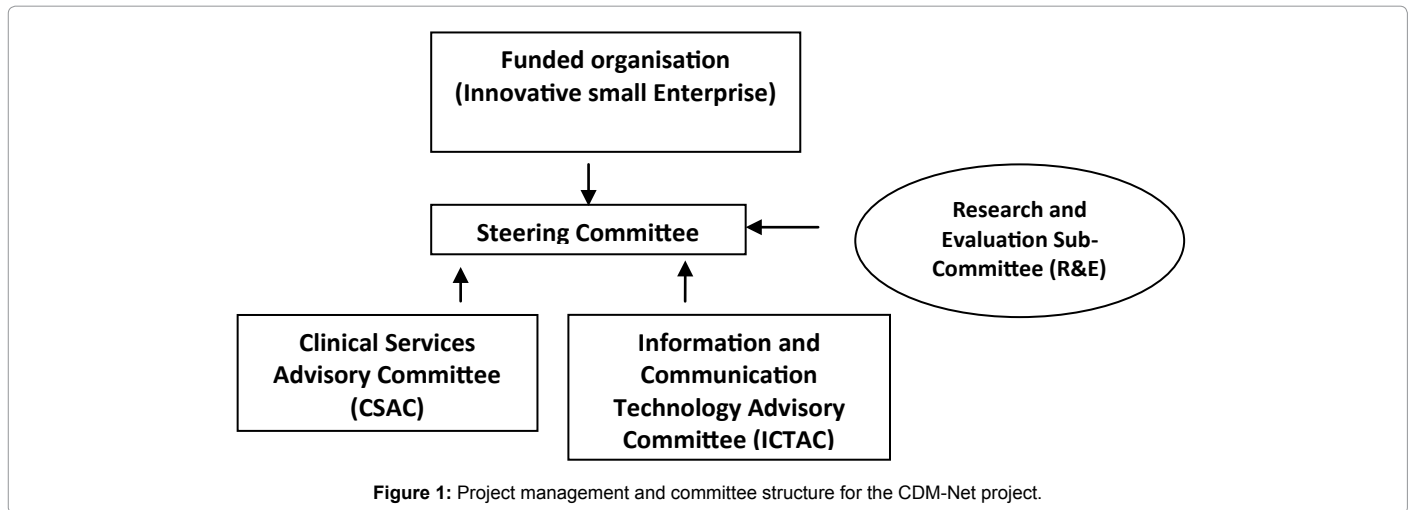 Funded organisation
(Innovative small Enterprise)
Steering Committee
Research and
Evaluation Sub-
Committee (R&E)
Clinical Services
Advisory Committee
(CSAC)
Information and
Communication
Technology Advisory
Committee (ICTAC)
Figure 1: Project management and committee structure for the CDM-Net project.